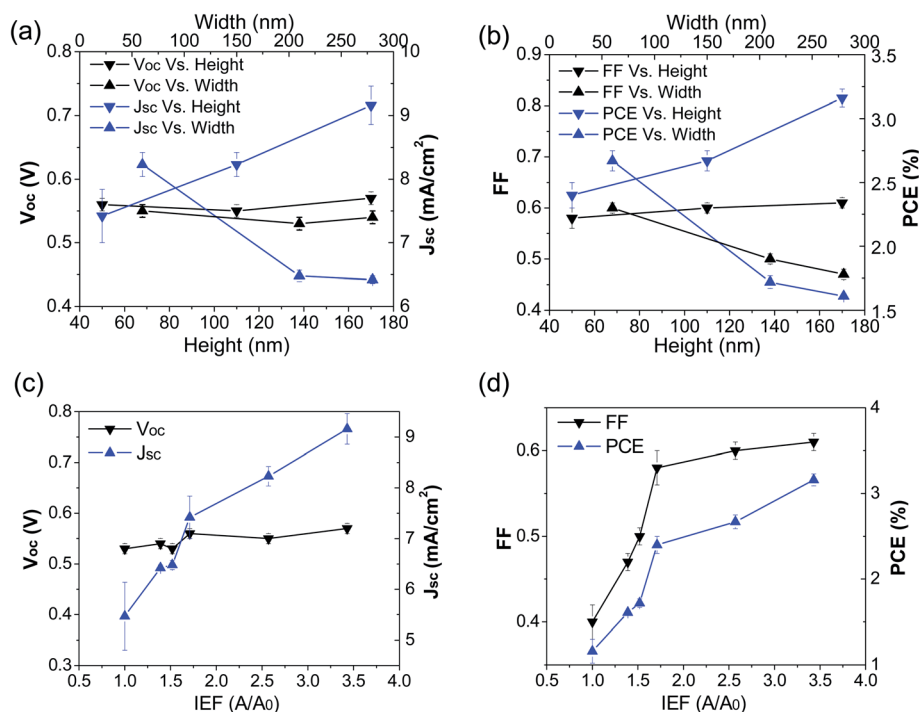 (a)
Width (nm)
0 50 100 150 200 250 300
0.8
0.7
0.6
0.5
0.4
Voc (V)
Voc Vs. Height
Voc Vs. Width
Jsc Vs. Height
Jsc Vs. Width
10
9
8
7
6
Jsc (mA/cm²)
40 60 80 100 120 140 160 180
Height (nm)
(b)
Width (nm)
0 50 100 150 200 250 300
0.9
0.8
0.7
0.6
0.5
0.4
FF
FF Vs. Height
FF Vs. Width
PCE Vs. Height
PCE Vs. Width
3.5
3.0
2.5
2.0
1.5
PCE (%)
40 60 80 100 120 140 160 180
Height (nm)
(c)
0.8
0.7
0.6
0.5
0.4
0.3
Voc (V)
Voc
Jsc
9
8
7
6
5
Jsc (mA/cm²)
0.5 1.0 1.5 2.0 2.5 3.0 3.5 4.0
IEF (A/A₀)
(d)
0.6
0.5
0.4
FF
FF
PCE
4
3
2
1
PCE (%)
0.5 1.0 1.5 2.0 2.5 3.0 3.5 4.0
IEF (A/A₀)